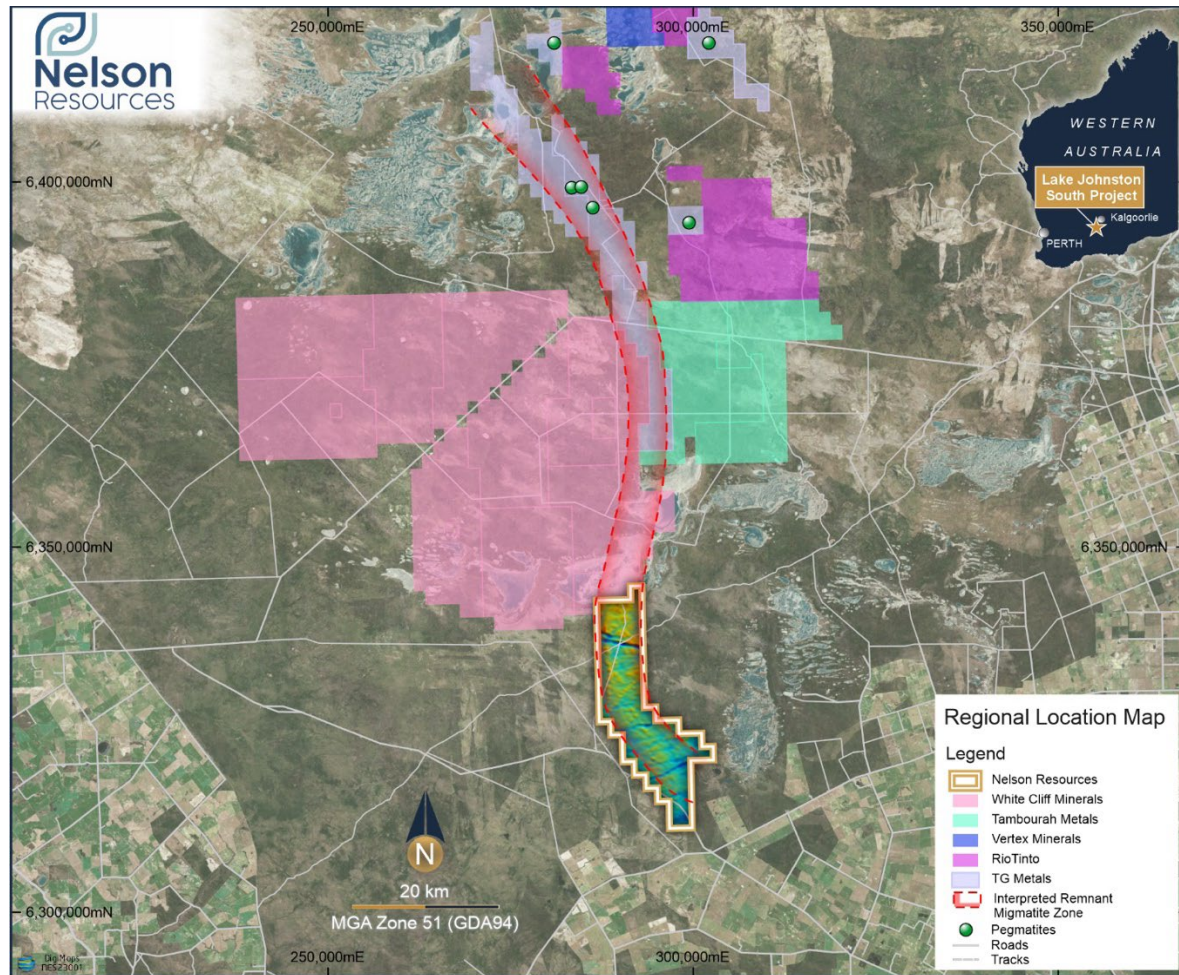 Nelson
Resources
250,000mE
300,000mE
350,000mE
WESTERN
AUSTRALIA
Lake Johnston
South Project
Kalgoorlie
PERTH
6,400,000mN
6,350,000mN
6,350,000mN
Regional Location Map
Legend
Nelson Resources
White Cliff Minerals
Tambourah Metals
Vertex Minerals
RioTinto
TG Metals
Interpreted Remnant
Migmatite Zone
Pegmatites
Roads
Tracks
N
20 km
MGA Zone 51 (GDA94)
6,300,000mN
250,000mE
300,000mE
DigMaps
NES23001